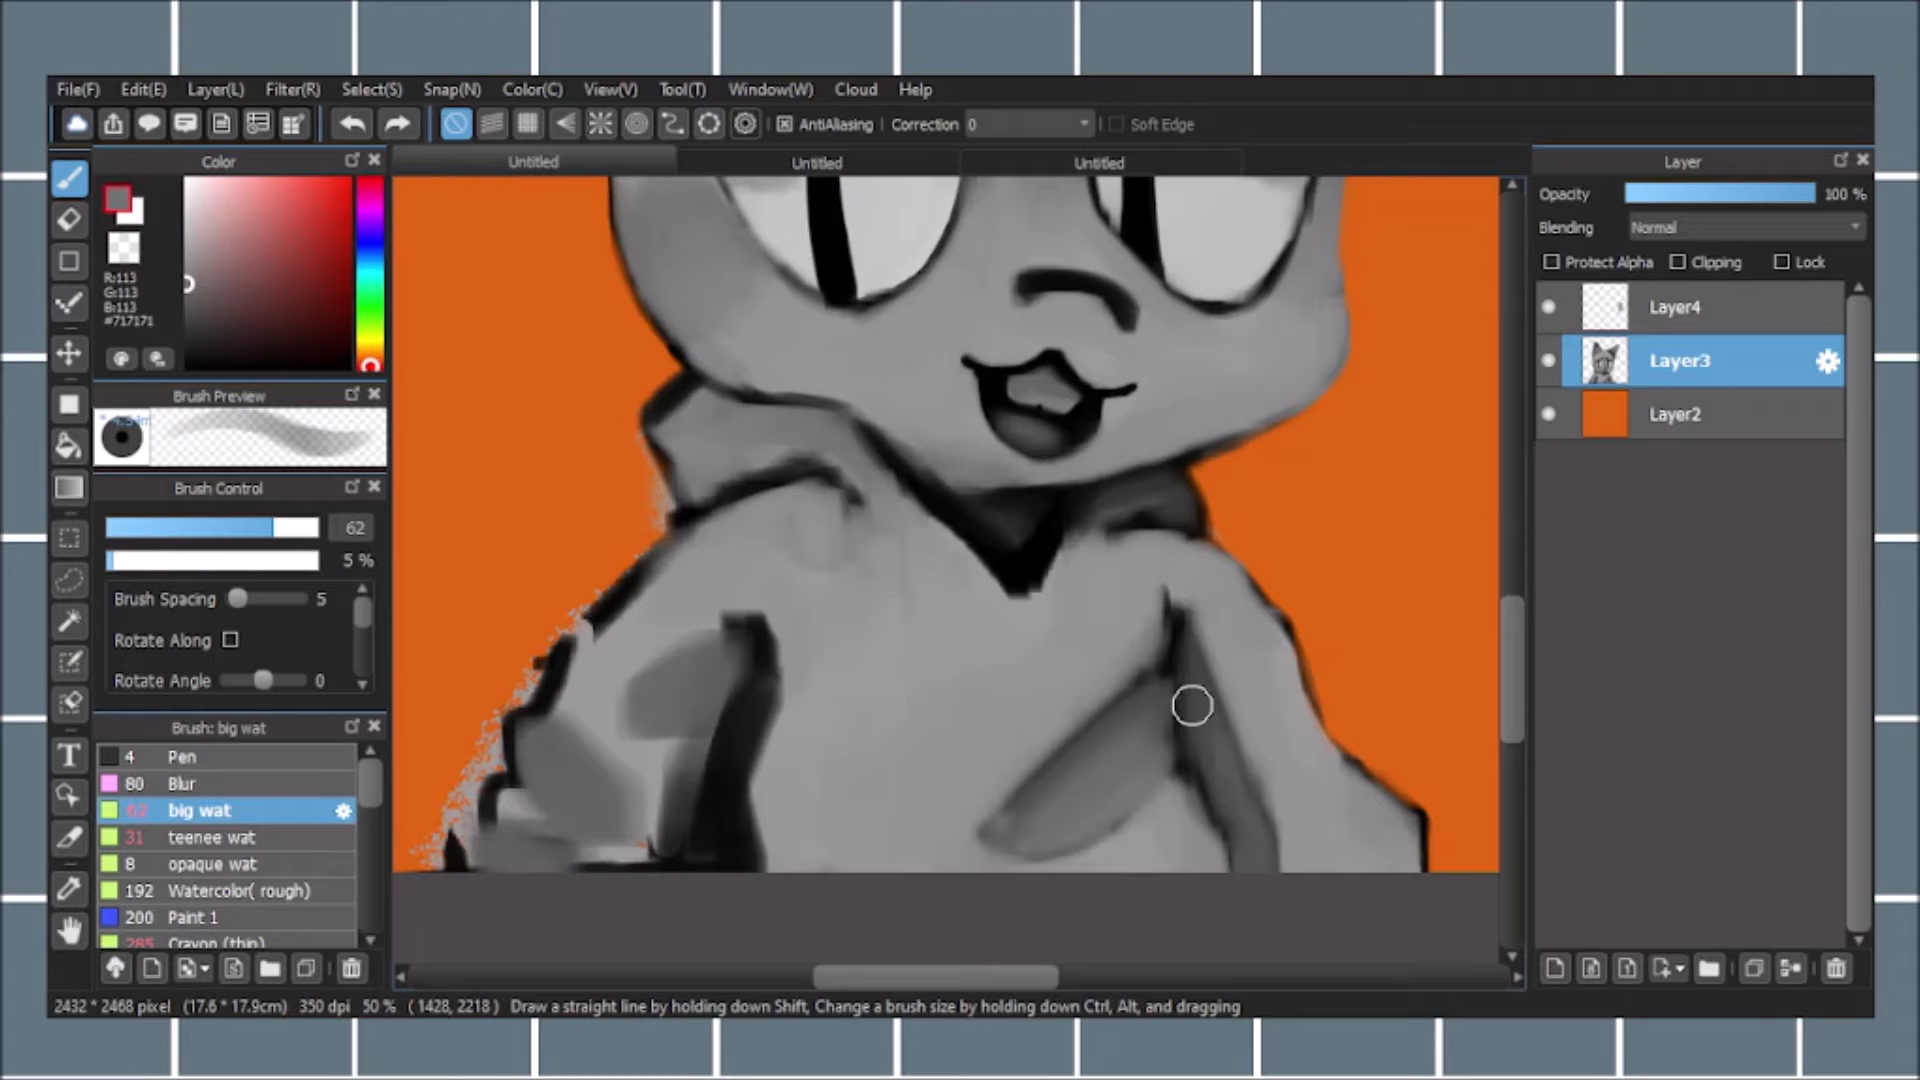 File(F) Edit(E) Layer(L) Filter(R) Select(S) Snap(N) Color(C) View(V) Tool(T) Window(W) Cloud Help
AntiAliasing Correction 0 Soft Edge
Color
R:113
G:113
B:113
#717171
Brush Preview
Brush Control
62
5 %
Brush Spacing 5
Rotate Along
Rotate Angle 0
Brush: big wat
4 Pen
80 Blur
62 big wat
31 teenee wat
8 opaque wat
192 Watercolor( rough)
200 Paint 1
285 Crayon (thin)
T
Untitled Untitled Untitled
Layer
Opacity 100 %
Blending Normal
Protect Alpha Clipping Lock
Layer4
Layer3
Layer2
2432 * 2468 pixel (17.6 * 17.9cm) 350 dpi 50 % ( 1428, 2218 ) Draw a straight line by holding down Shift, Change a brush size by holding down Ctrl, Alt, and dragging